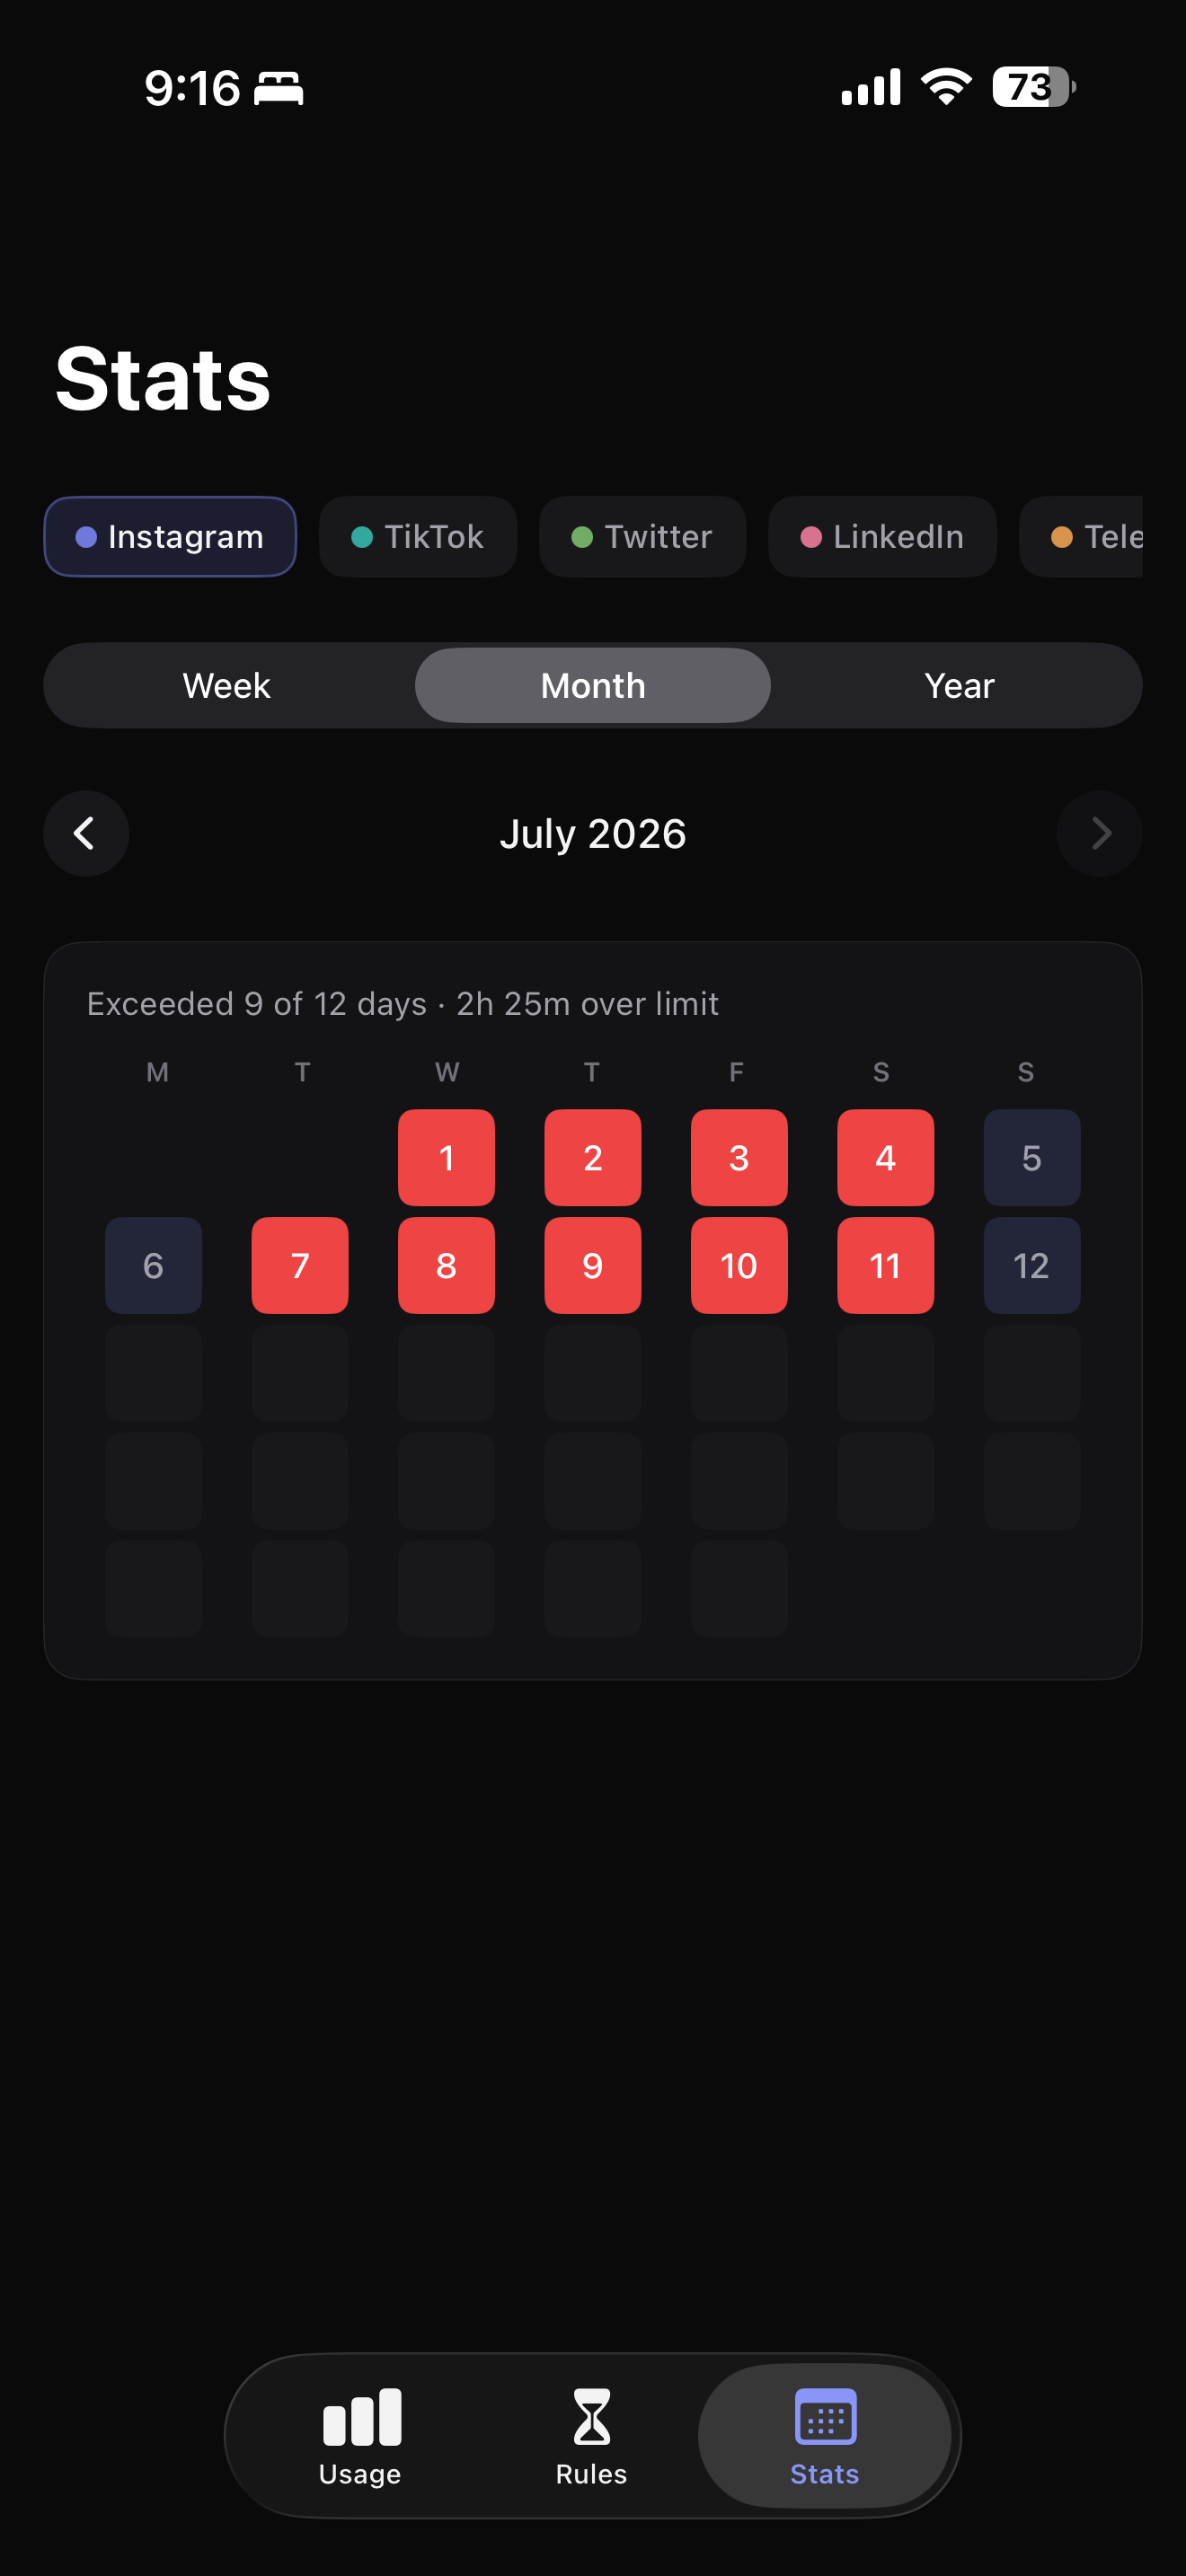 9:16 73
Stats
Instagram TikTok Twitter LinkedIn Tele
Week Month Year
July 2026
Exceeded 9 of 12 days · 2h 25m over limit
M T W T F S S
1 2 3 4 5
6 7 8 9 10 11 12
Usage Rules Stats